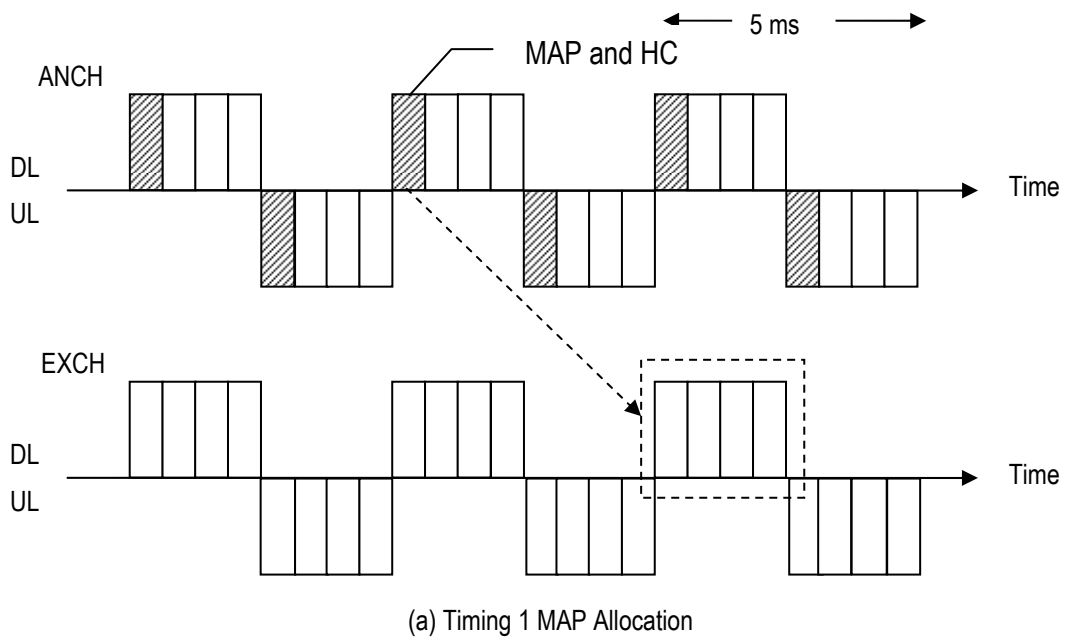 5 ms
MAP and HC
ANCH
DL
UL
Time
EXCH
DL
UL
Time
(a) Timing 1 MAP Allocation